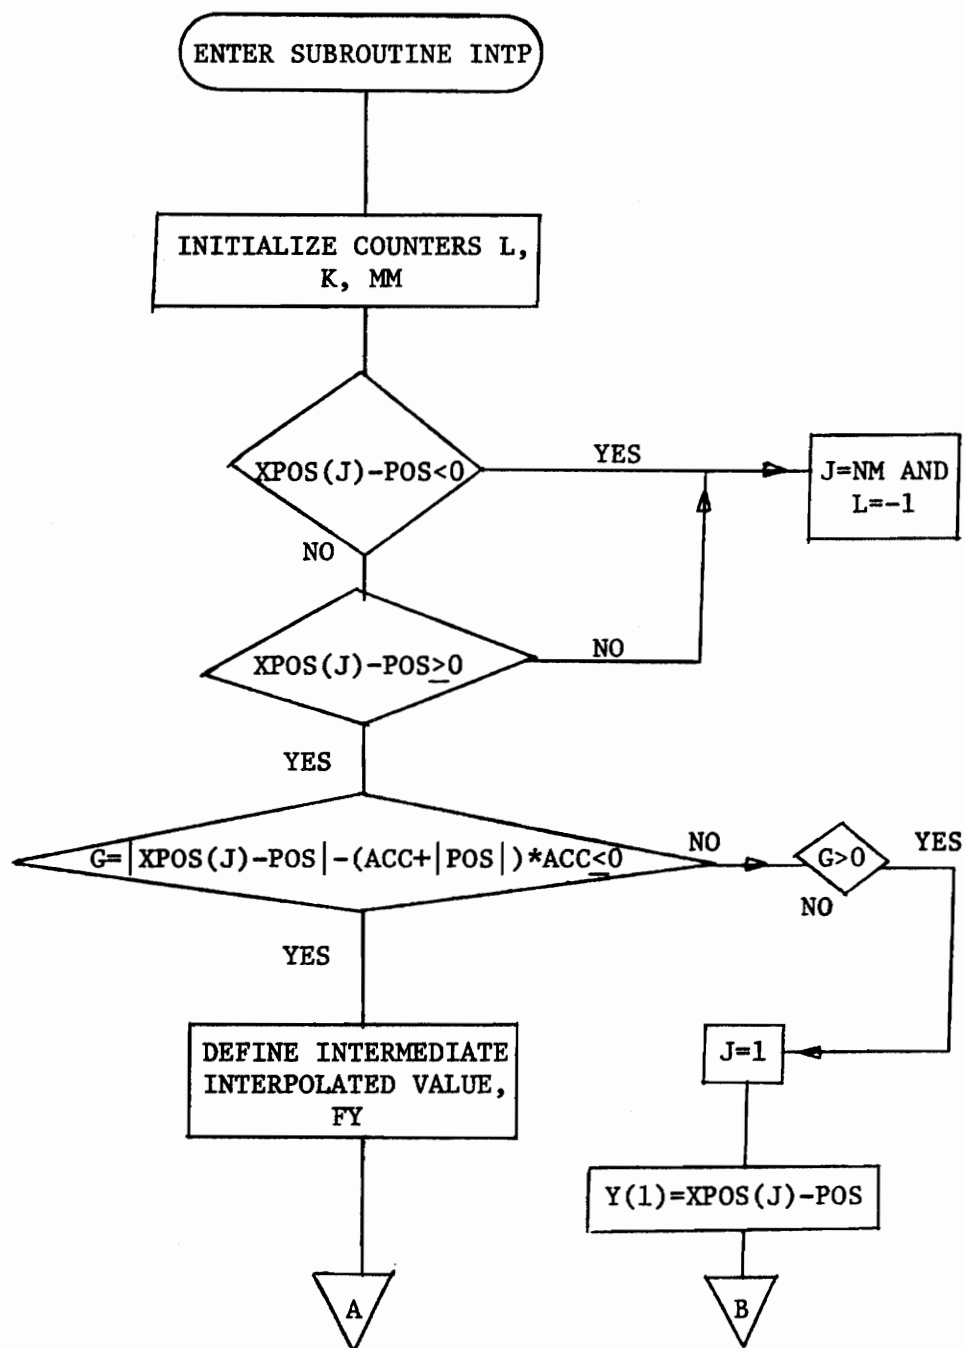 ENTER SUBROUTINE INTP
INITIALIZE COUNTERS L,
K, MM
XPOS(J)-POS<0
YES
J=NM AND
L=-1
NO
XPOS(J)-POS≥0
NO
YES
G=|XPOS(J)-POS|-(ACC+|POS|)*ACC≤0
NO
G>0
YES
NO
YES
DEFINE INTERMEDIATE
INTERPOLATED VALUE,
FY
J=1
Y(1)=XPOS(J)-POS
A
B